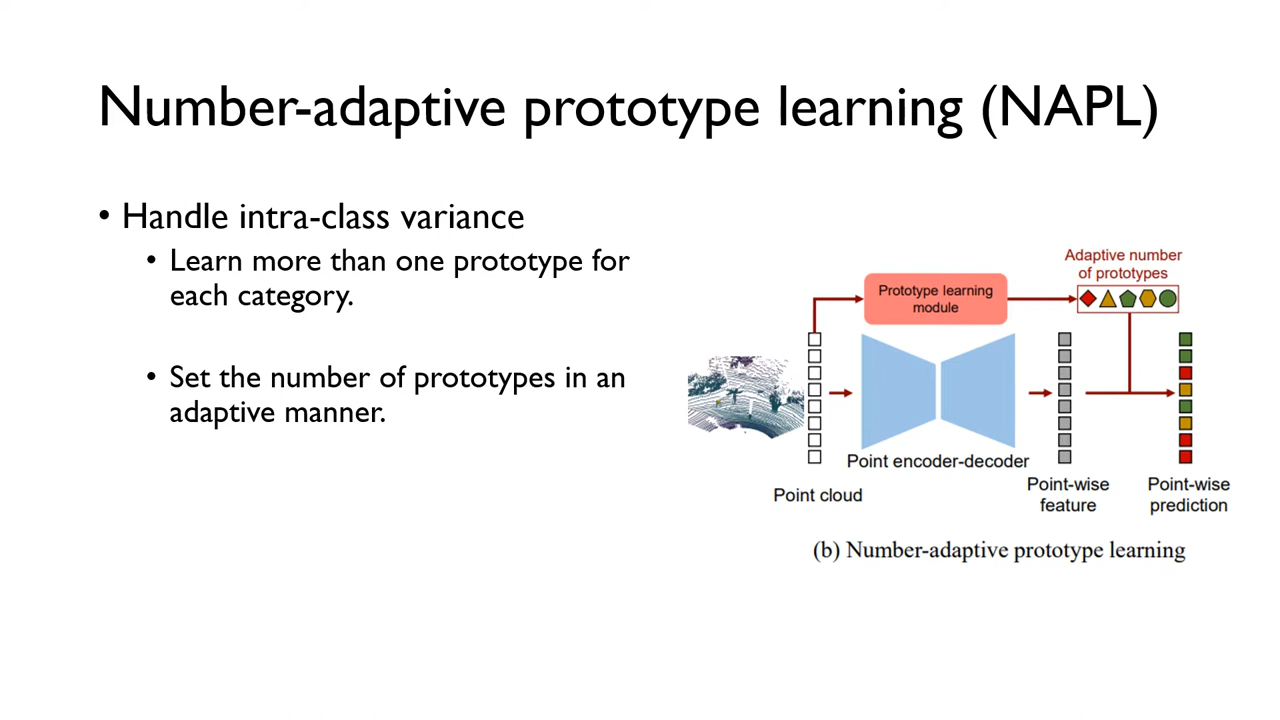 Number-adaptive prototype learning (NAPL)
• Handle intra-class variance
• Learn more than one prototype for
each category.
• Set the number of prototypes in an
adaptive manner.
Adaptive number
of prototypes
Prototype learning
module
Point encoder-decoder
Point cloud
Point-wise
feature
Point-wise
prediction
(b) Number-adaptive prototype learning